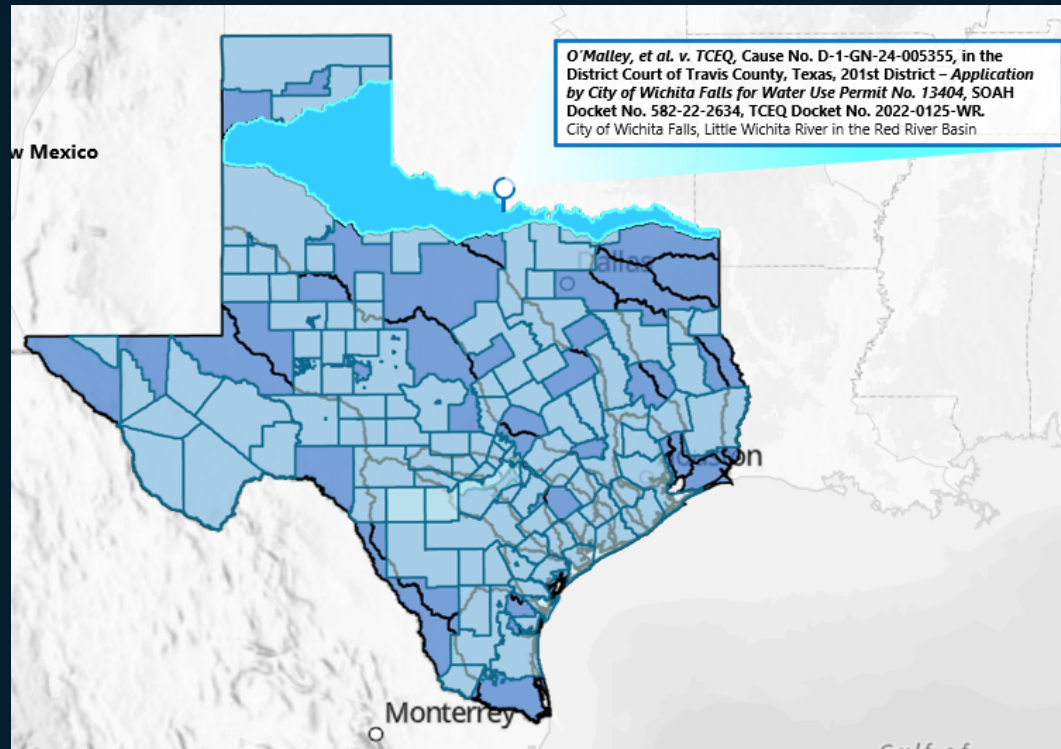 O'Malley, et al. v. TCEQ, Cause No. D-1-GN-24-005355, in the
District Court of Travis County, Texas, 201st District – Application
by City of Wichita Falls for Water Use Permit No. 13404, SOAH
Docket No. 582-22-2634, TCEQ Docket No. 2022-0125-WR.
City of Wichita Falls, Little Wichita River in the Red River Basin
w Mexico
Dallas
Houston
Monterrey
Gulf of